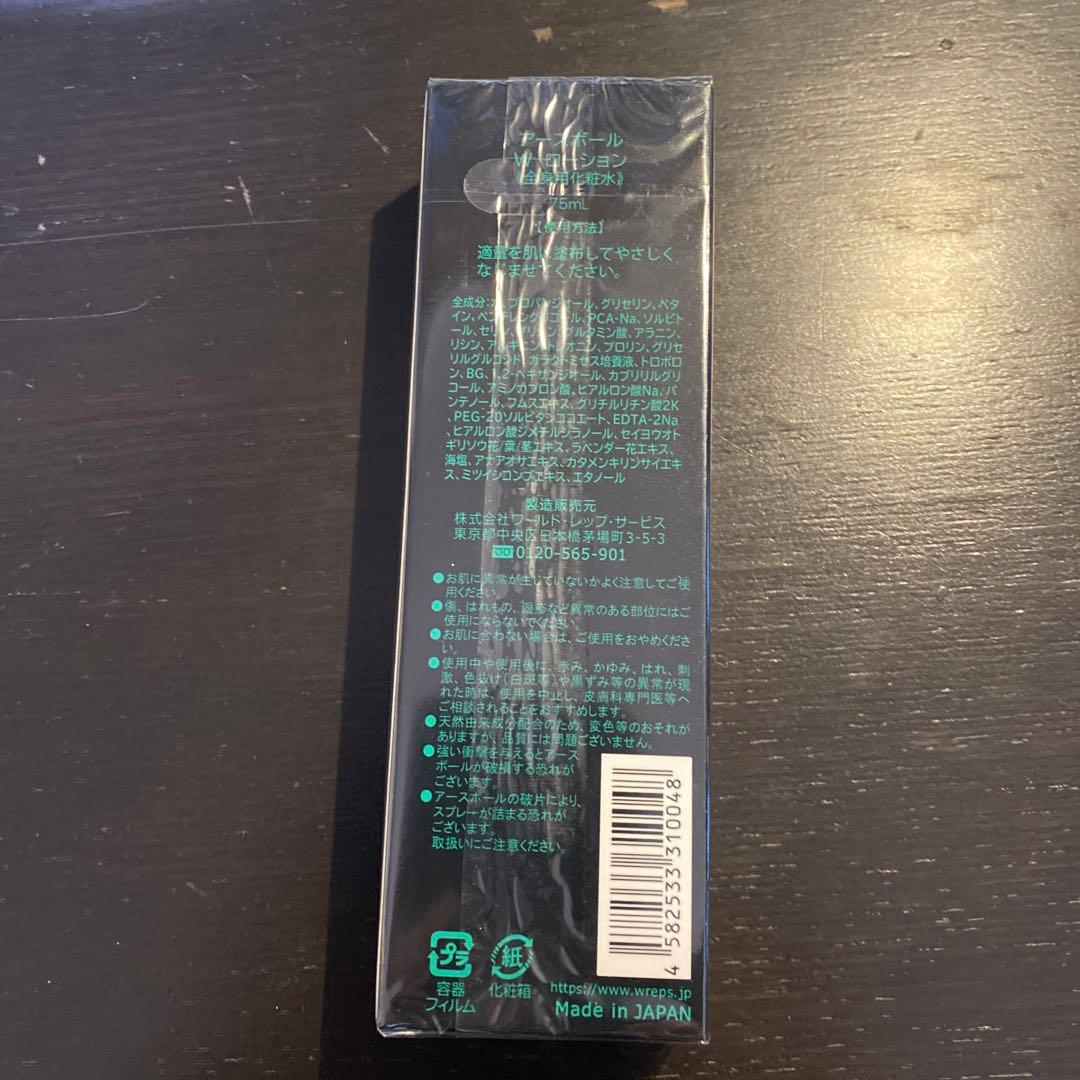 アースボール
W-ローション
《全身用化粧水》
75mL
【使用方法】
適量を肌に塗布してやさしく
なじませてください。
全成分:水、プロパンジオール、グリセリン、ベタ
イン、ペンチレングリコール、PCA-Na、ソルビト
ール、セリン、グリシン、グルタミン酸、アラニン、
リシン、アルギニン、トレオニン、プロリン、グリセ
リルグルコシド、ガラクトミセス培養液、トロポロ
ン、BG、1,2-ヘキサンジオール、カプリリルグリ
コール、アミノカプロン酸、ヒアルロン酸Na、パ
ンテノール、フムスエキス、グリチルリチン酸2K
、PEG-20ソルビタンココエート、EDTA-2Na
、ヒアルロン酸ジメチルシラノール、セイヨウオト
ギリソウ花/葉/茎エキス、ラベンダー花エキス、
海塩、アナアオサエキス、カタメンキリンサイエキ
ス、ミツイシコンブエキス、エタノール
製造販売元
株式会社ワールド・レップ・サービス
東京都中央区日本橋茅場町3-5-3
0120-565-901
●お肌に異常が生じていないかよく注意してご使
用ください。
●傷、はれもの、湿疹など異常のある部位にはご
使用にならないでください。
●お肌に合わない場合は、ご使用をおやめくださ
い。
●使用中や使用後に、赤み、かゆみ、はれ、刺
激、色抜け(白斑等)や黒ずみ等の異常が現
れた時は、使用を中止し、皮膚科専門医等へ
ご相談されることをおすすめします。
●天然由来成分配合のため、変色等のおそれが
ありますが、品質には問題ございません。
●強い衝撃を与えるとアース
ボールが破損する恐れが
ございます。
●アースボールの破片により、
スプレーが詰まる恐れが
ございます。
取扱いにご注意ください。
4 582533 310048
プラ
容器
フィルム
紙
化粧箱
https://www.wreps.jp
Made in JAPAN